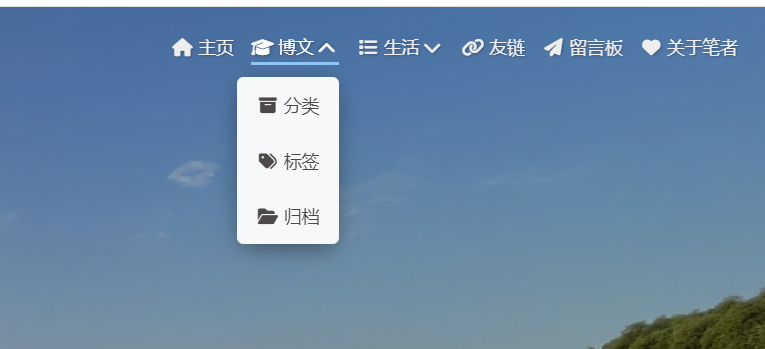 主页 博文 生活 友链 留言板 关于笔者
分类
标签
归档